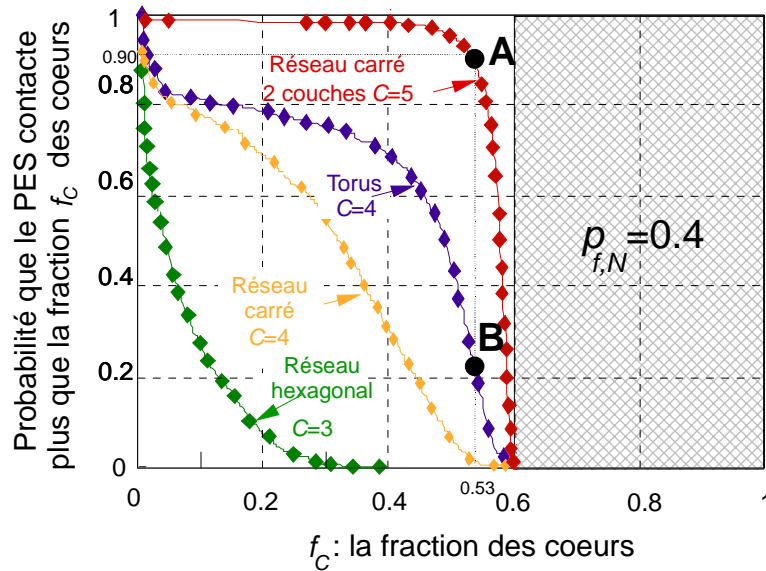 Probabilité que le PES contacte
plus que la fraction fC des coeurs
1
0.90
0.8
0.6
0.4
0.2
0
A
Réseau carré
2 couches C=5
Torus
C=4
pf,N=0.4
Réseau
carré
C=4
B
Réseau
hexagonal
C=3
0
0.2
0.4
0.53
0.6
0.8
1
fC: la fraction des coeurs